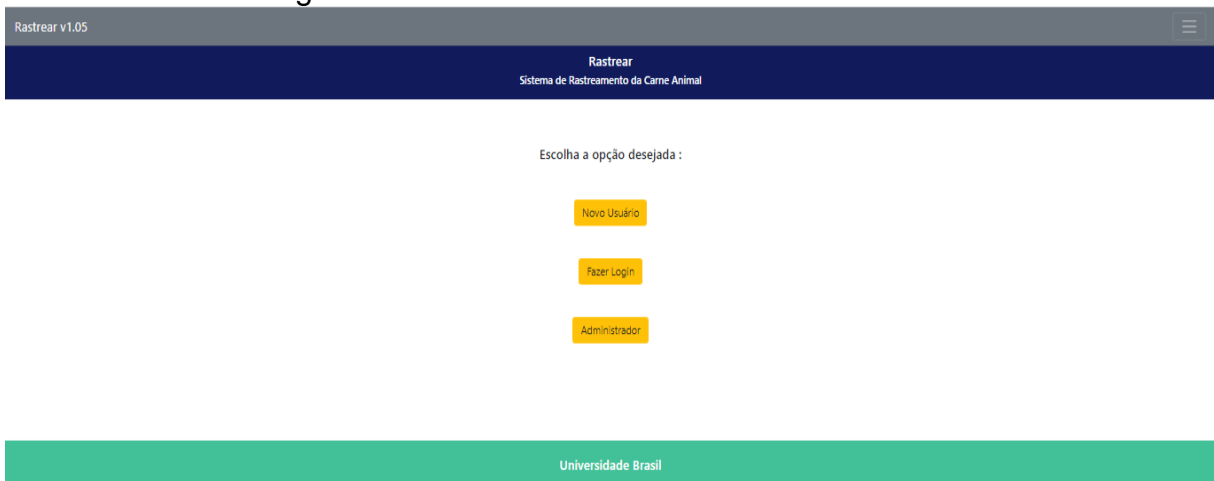 Rastrear v1.05
Rastrear
Sistema de Rastreamento da Carne Animal
Escolha a opção desejada :
Novo Usuário
Fazer Login
Administrador
Universidade Brasil